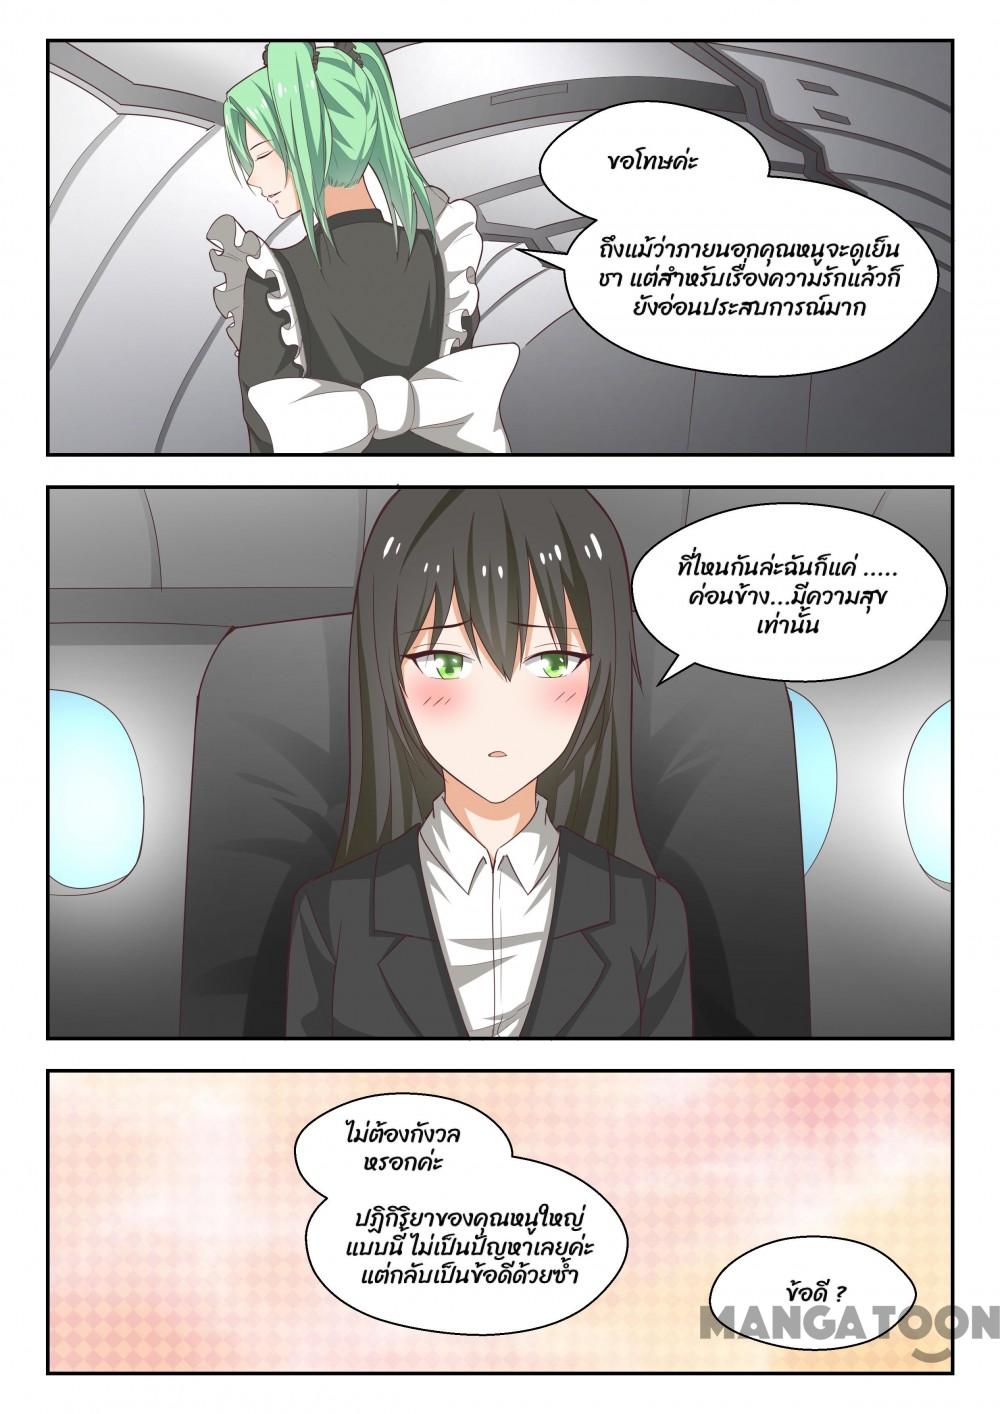 ขอโทษค่ะ
ถึงแม้ว่าภายนอกคุณหนูจะดูเย็น
ชา แต่สำหรับเรื่องความรักแล้วก็
ยังอ่อนประสบการณ์มาก
ที่ไหนกันล่ะฉันก็แค่ .....
ค่อนข้าง...มีความสุข
เท่านั้น
ไม่ต้องกังวล
หรอกค่ะ
ปฏิกิริยาของคุณหนูใหญ่
แบบนี้ ไม่เป็นปัญหาเลยค่ะ
แต่กลับเป็นข้อดีด้วยซ้ำ
ข้อดี ?
MANGATOON